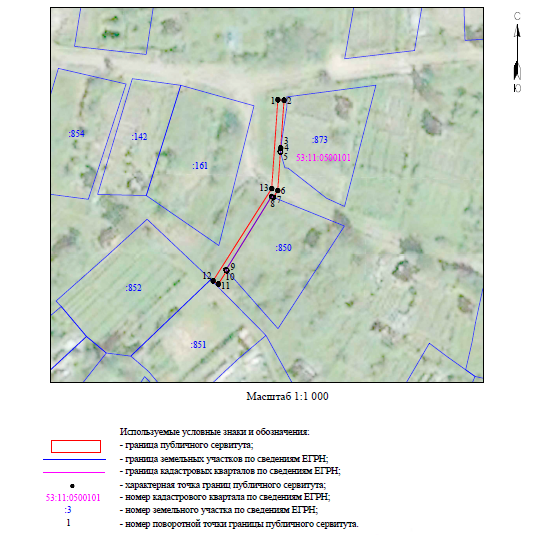 С
Ю
1 2
3
4
5
:873
53:11:0500101
:854
:142
:161
13 6
7
8
:850
9
10
12
11
:852
:851
Масштаб 1:1 000
Используемые условные знаки и обозначения:
- граница публичного сервитута;
- граница земельных участков по сведениям ЕГРН;
- граница кадастровых кварталов по сведениям ЕГРН;
- характерная точка границ публичного сервитута;
53:11:0500101 - номер кадастрового квартала по сведениям ЕГРН;
:3 - номер земельного участка по сведениям ЕГРН;
1 - номер поворотной точки границы публичного сервитута.